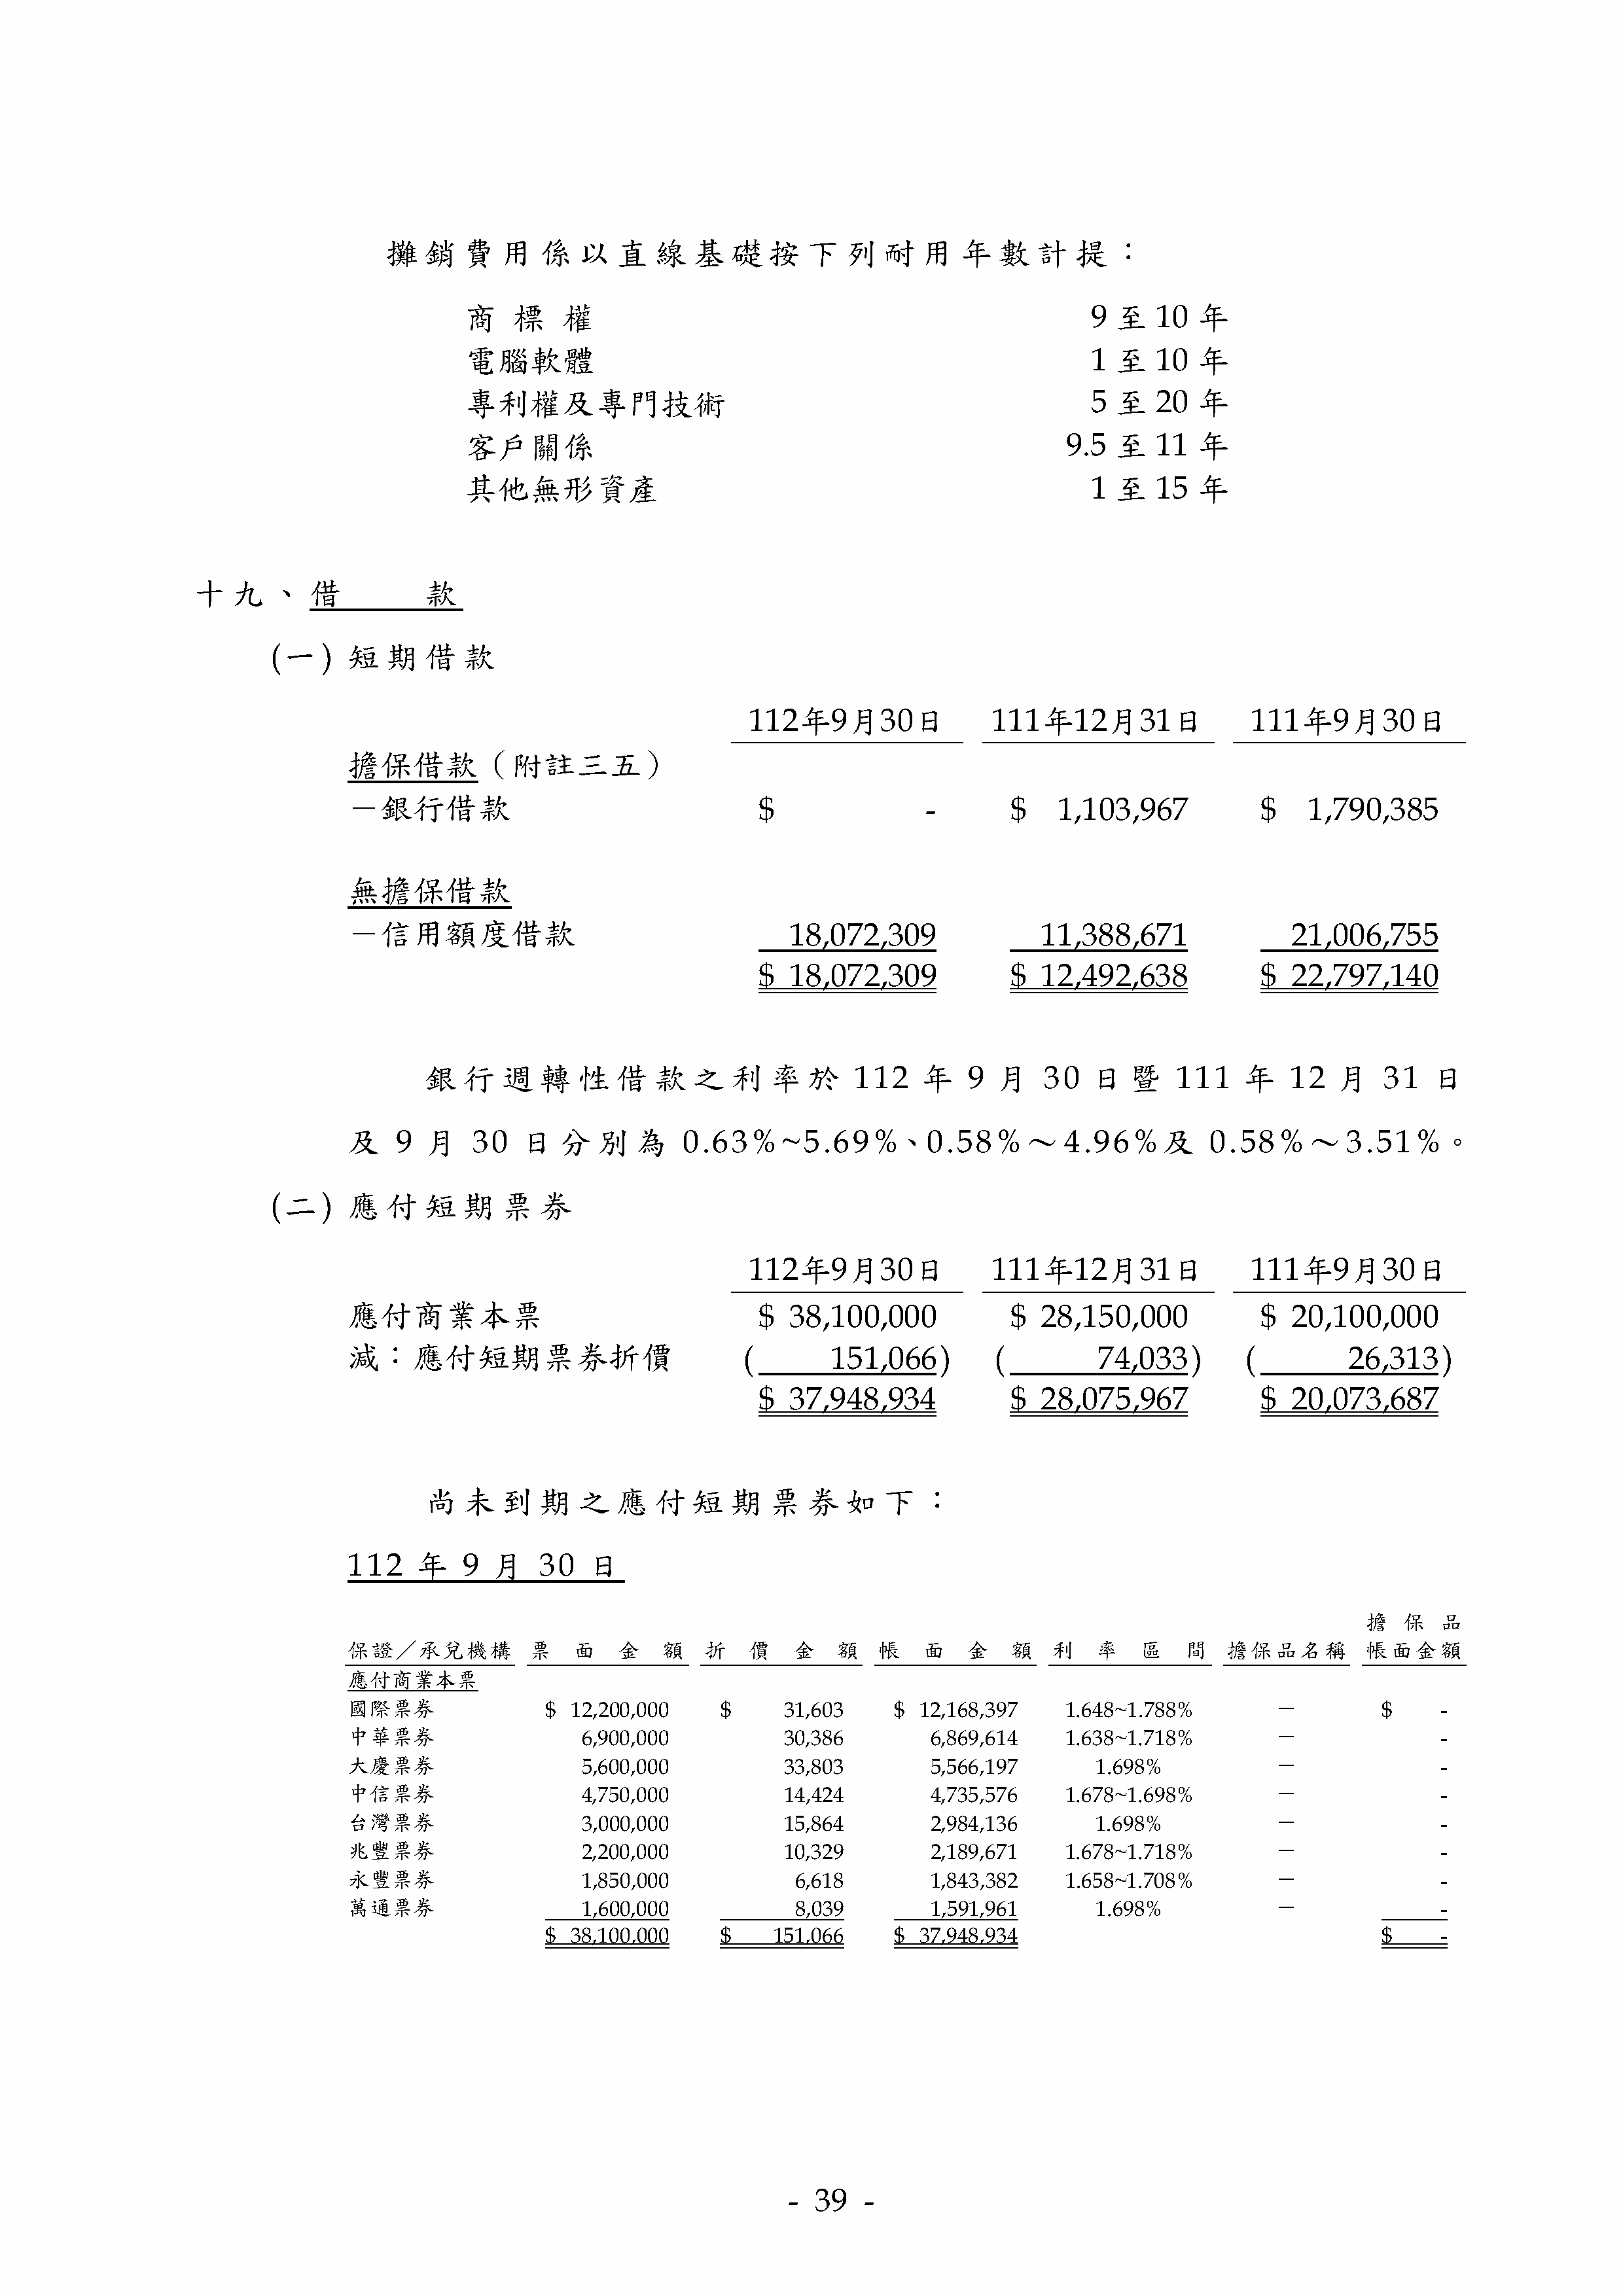 攤銷費用係以直線基礎按下列耐用年數計提：
商標權 9 至 10 年
電腦軟體 1 至 10 年
專利權及專門技術 5 至 20 年
客戶關係 9.5 至 11 年
其他無形資產 1 至 15 年
十九、借 款
(一) 短期借款
112年9月30日 111年12月31日 111年9月30日
擔保借款（附註三五）
－銀行借款 $ - $ 1,103,967 $ 1,790,385
無擔保借款
－信用額度借款 18,072,309 11,388,671 21,006,755
$ 18,072,309 $ 12,492,638 $ 22,797,140
銀行週轉性借款之利率於 112 年 9 月 30 日暨 111 年 12 月 31 日
及 9 月 30 日分別為 0.63%~5.69%、0.58%～4.96%及 0.58%～3.51%。
(二) 應付短期票券
112年9月30日 111年12月31日 111年9月30日
應付商業本票 $ 38,100,000 $ 28,150,000 $ 20,100,000
減：應付短期票券折價 ( 151,066) ( 74,033) ( 26,313)
$ 37,948,934 $ 28,075,967 $ 20,073,687
尚未到期之應付短期票券如下：
112 年 9 月 30 日
擔保品
保證／承兌機構 票面金額 折價金額 帳面金額 利率區間 擔保品名稱 帳面金額
應付商業本票
國際票券 $ 12,200,000 $ 31,603 $ 12,168,397 1.648~1.788% － $ -
中華票券 6,900,000 30,386 6,869,614 1.638~1.718% － -
大慶票券 5,600,000 33,803 5,566,197 1.698% － -
中信票券 4,750,000 14,424 4,735,576 1.678~1.698% － -
台灣票券 3,000,000 15,864 2,984,136 1.698% － -
兆豐票券 2,200,000 10,329 2,189,671 1.678~1.718% － -
永豐票券 1,850,000 6,618 1,843,382 1.658~1.708% － -
萬通票券 1,600,000 8,039 1,591,961 1.698% － -
$ 38,100,000 $ 151,066 $ 37,948,934 $ -
- 39 -